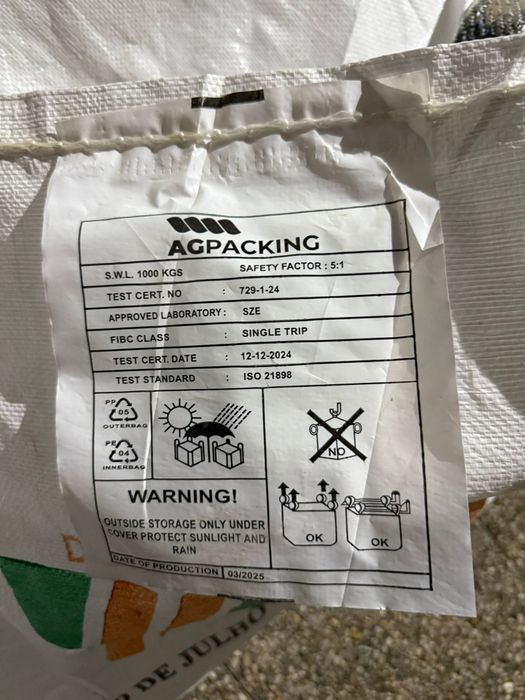 AGPACKING
S.W.L. 1000 KGS SAFETY FACTOR : 5:1
TEST CERT. NO : 729-1-24
APPROVED LABORATORY : SZE
FIBC CLASS : SINGLE TRIP
TEST CERT. DATE : 12-12-2024
TEST STANDARD : ISO 21898
PP
05
OUTERBAG
PE
04
INNERBAG
NO
WARNING!
OUTSIDE STORAGE ONLY UNDER
COVER PROTECT SUNLIGHT AND
RAIN
OK
OK
DATE OF PRODUCTION 03/2025
DE JULHO